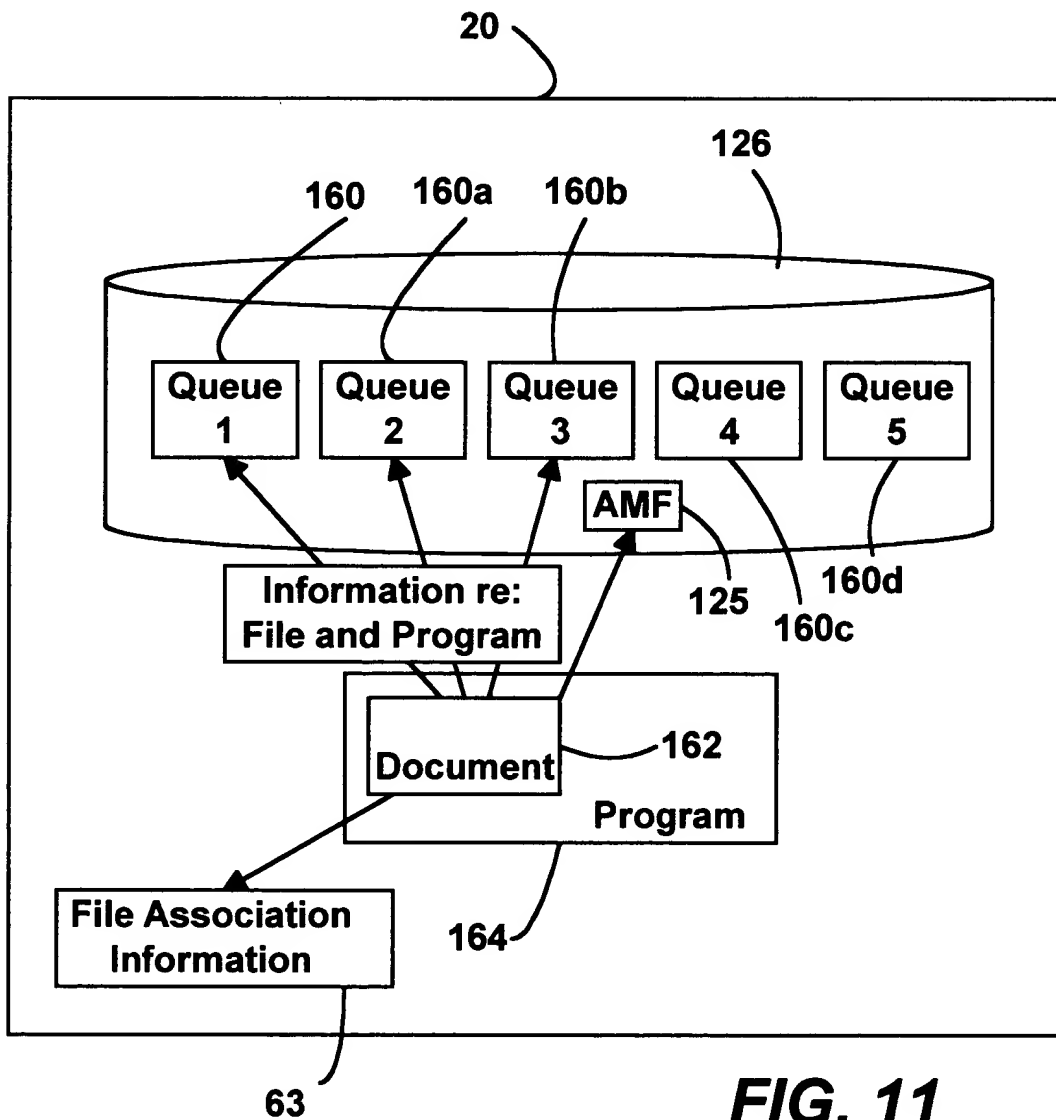 20
126
160 160a 160b
Queue 1
Queue 2
Queue 3
Queue 4
Queue 5
AMF
125
160c
160d
Information re:
File and Program
Document
162
Program
164
File Association
Information
63
FIG. 11